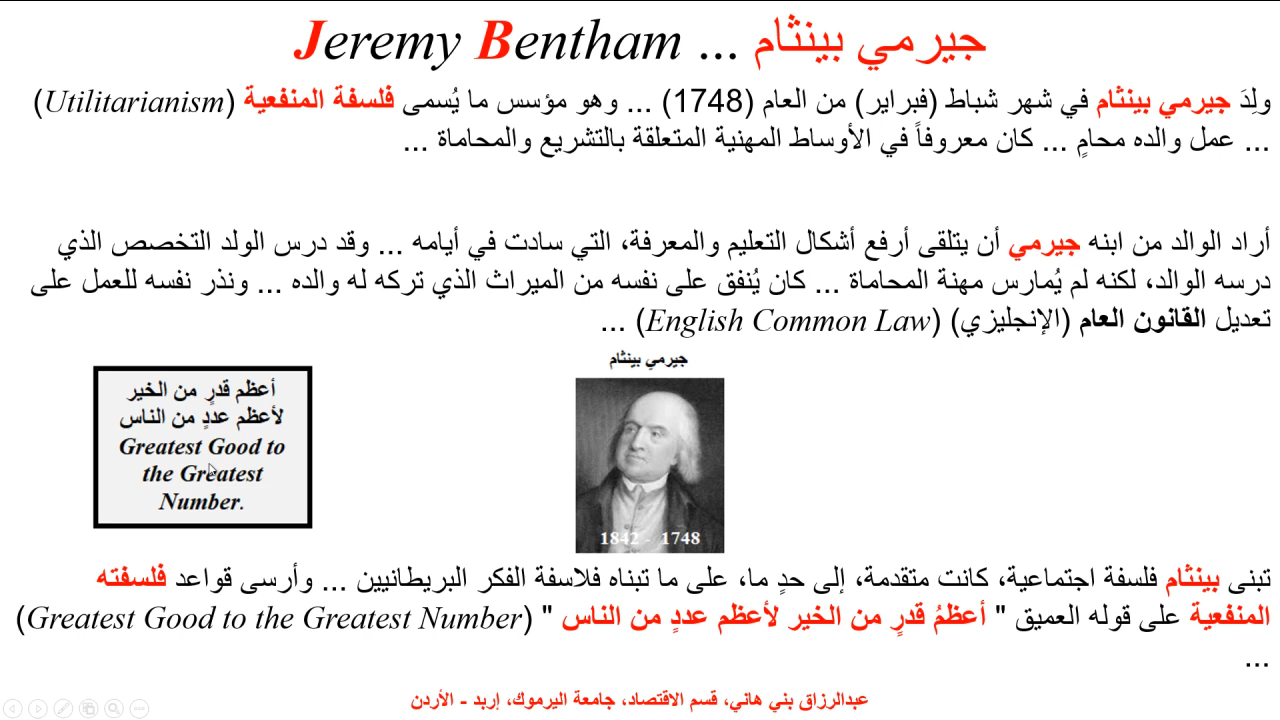 جيرمي بينثام ... Jeremy Bentham
ولِدَ جيرمي بينثام في شهر شباط (فبراير) من العام (1748) ... وهو مؤسس ما يُسمى فلسفة المنفعية (Utilitarianism)
... عمل والده محامٍ ... كان معروفاً في الأوساط المهنية المتعلقة بالتشريع والمحاماة ...
أراد الوالد من ابنه جيرمي أن يتلقى أرفع أشكال التعليم والمعرفة، التي سادت في أيامه ... وقد درس الولد التخصص الذي
درسه الوالد، لكنه لم يُمارس مهنة المحاماة ... كان يُنفق على نفسه من الميراث الذي تركه له والده ... ونذر نفسه للعمل على
تعديل القانون العام (الإنجليزي) (English Common Law) ...
جيرمي بينثام
1842 - 1748
أعظم قدرٍ من الخير
لأعظم عددٍ من الناس
Greatest Good to
the Greatest
Number.
تبنى بينثام فلسفة اجتماعية، كانت متقدمة، إلى حدٍ ما، على ما تبناه فلاسفة الفكر البريطانيين ... وأرسى قواعد فلسفته
المنفعية على قوله العميق " أعظمُ قدرٍ من الخير لأعظم عددٍ من الناس " (Greatest Good to the Greatest Number)
...
عبدالرزاق بني هاني، قسم الاقتصاد، جامعة اليرموك، إربد - الأردن